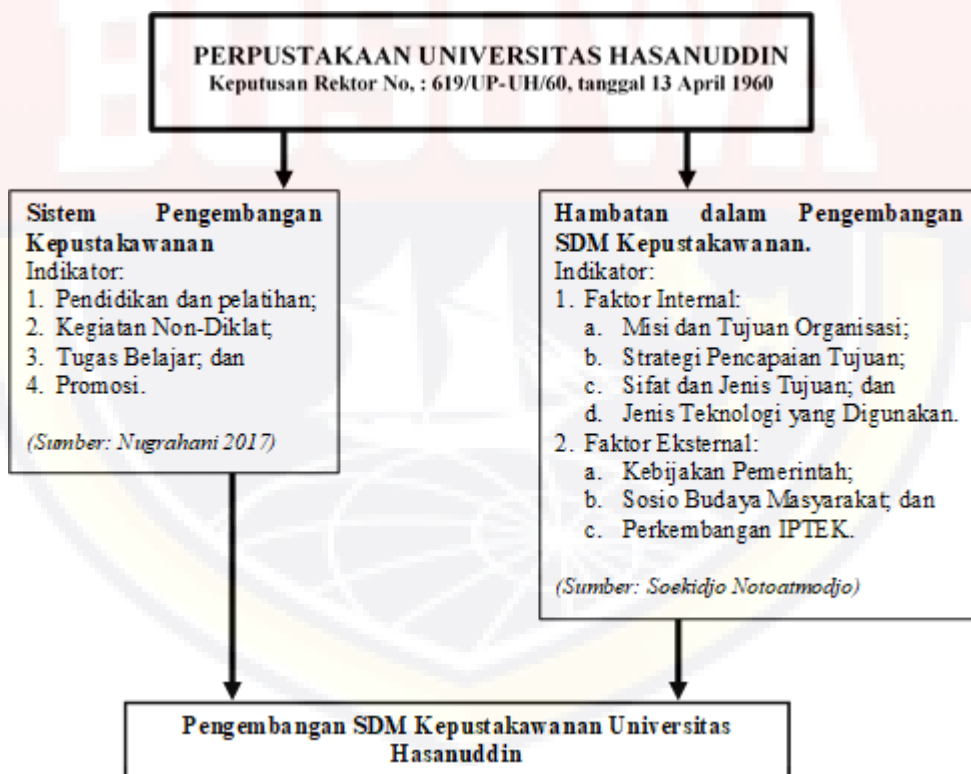 PERPUSTAKAAN UNIVERSITAS HASANUDDIN
Keputusan Rektor No, : 619/UP-UH/60, tanggal 13 April 1960
Sistem Pengembangan
Kepustakawanan
Indikator:
1. Pendidikan dan pelatihan;
2. Kegiatan Non-Diklat;
3. Tugas Belajar; dan
4. Promosi.
(Sumber: Nugrahani 2017)
Hambatan dalam Pengembangan
SDM Kepustakawanan.
Indikator:
1. Faktor Internal:
a. Misi dan Tujuan Organisasi;
b. Strategi Pencapaian Tujuan;
c. Sifat dan Jenis Tujuan; dan
d. Jenis Teknologi yang Digunakan.
2. Faktor Eksternal:
a. Kebijakan Pemerintah;
b. Sosio Budaya Masyarakat; dan
c. Perkembangan IPTEK.
(Sumber: Soekidjo Notoatmodjo)
Pengembangan SDM Kepustakawanan Universitas
Hasanuddin